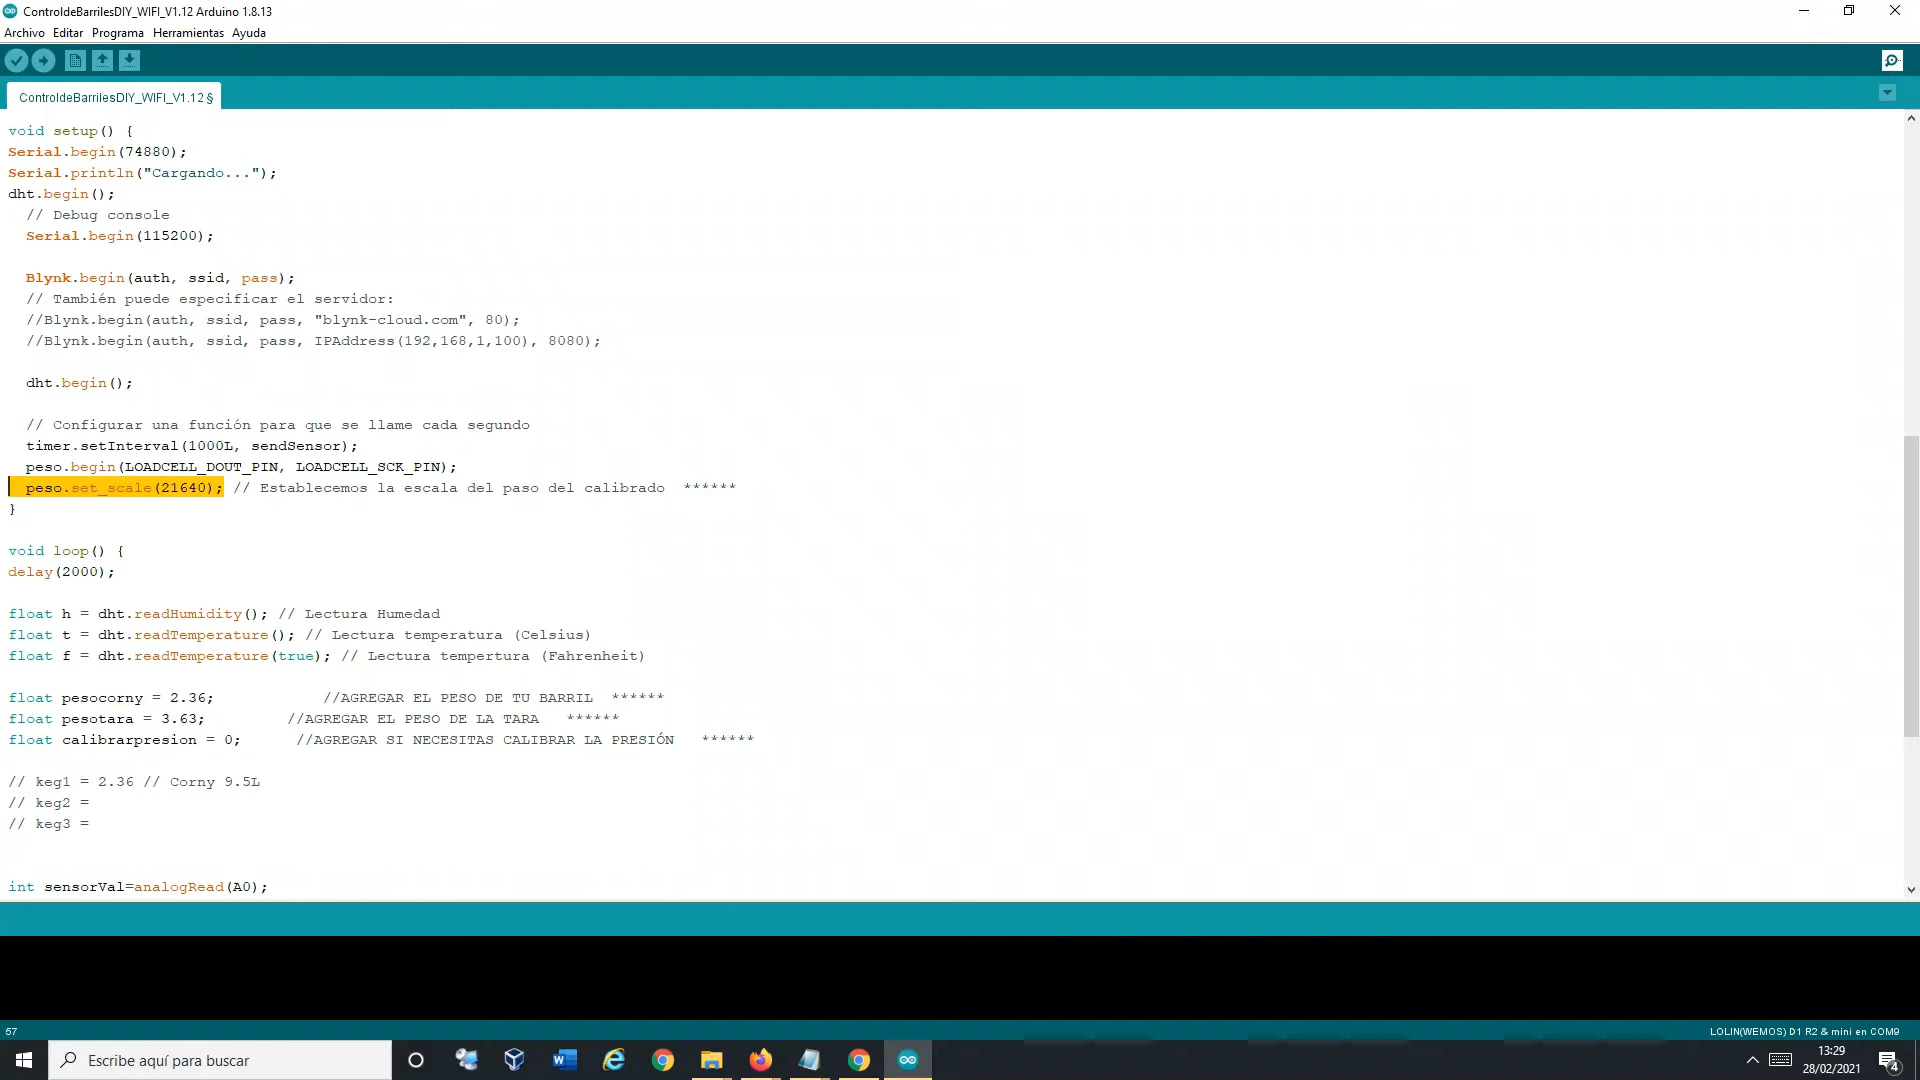 ControldeBarrilesDIY_WIFI_V1.12 Arduino 1.8.13
Archivo Editar Programa Herramientas Ayuda
ControldeBarrilesDIY_WIFI_V1.12 §
void setup() {
Serial.begin(74880);
Serial.println("Cargando...");
dht.begin();
// Debug console
Serial.begin(115200);
Blynk.begin(auth, ssid, pass);
// También puede especificar el servidor:
//Blynk.begin(auth, ssid, pass, "blynk-cloud.com", 80);
//Blynk.begin(auth, ssid, pass, IPAddress(192,168,1,100), 8080);
dht.begin();
// Configurar una función para que se llame cada segundo
timer.setInterval(1000L, sendSensor);
peso.begin(LOADCELL_DOUT_PIN, LOADCELL_SCK_PIN);
peso.set_scale(21640); // Establecemos la escala del paso del calibrado ******
}
void loop() {
delay(2000);
float h = dht.readHumidity(); // Lectura Humedad
float t = dht.readTemperature(); // Lectura temperatura (Celsius)
float f = dht.readTemperature(true); // Lectura tempertura (Fahrenheit)
float pesocorny = 2.36; //AGREGAR EL PESO DE TU BARRIL ******
float pesotara = 3.63; //AGREGAR EL PESO DE LA TARA ******
float calibrarpresion = 0; //AGREGAR SI NECESITAS CALIBRAR LA PRESIÓN ******
// keg1 = 2.36 // Corny 9.5L
// keg2 =
// keg3 =
int sensorVal=analogRead(A0);
57
LOLIN(WEMOS) D1 R2 & mini en COM9
Escribe aquí para buscar
13:29
28/02/2021
4